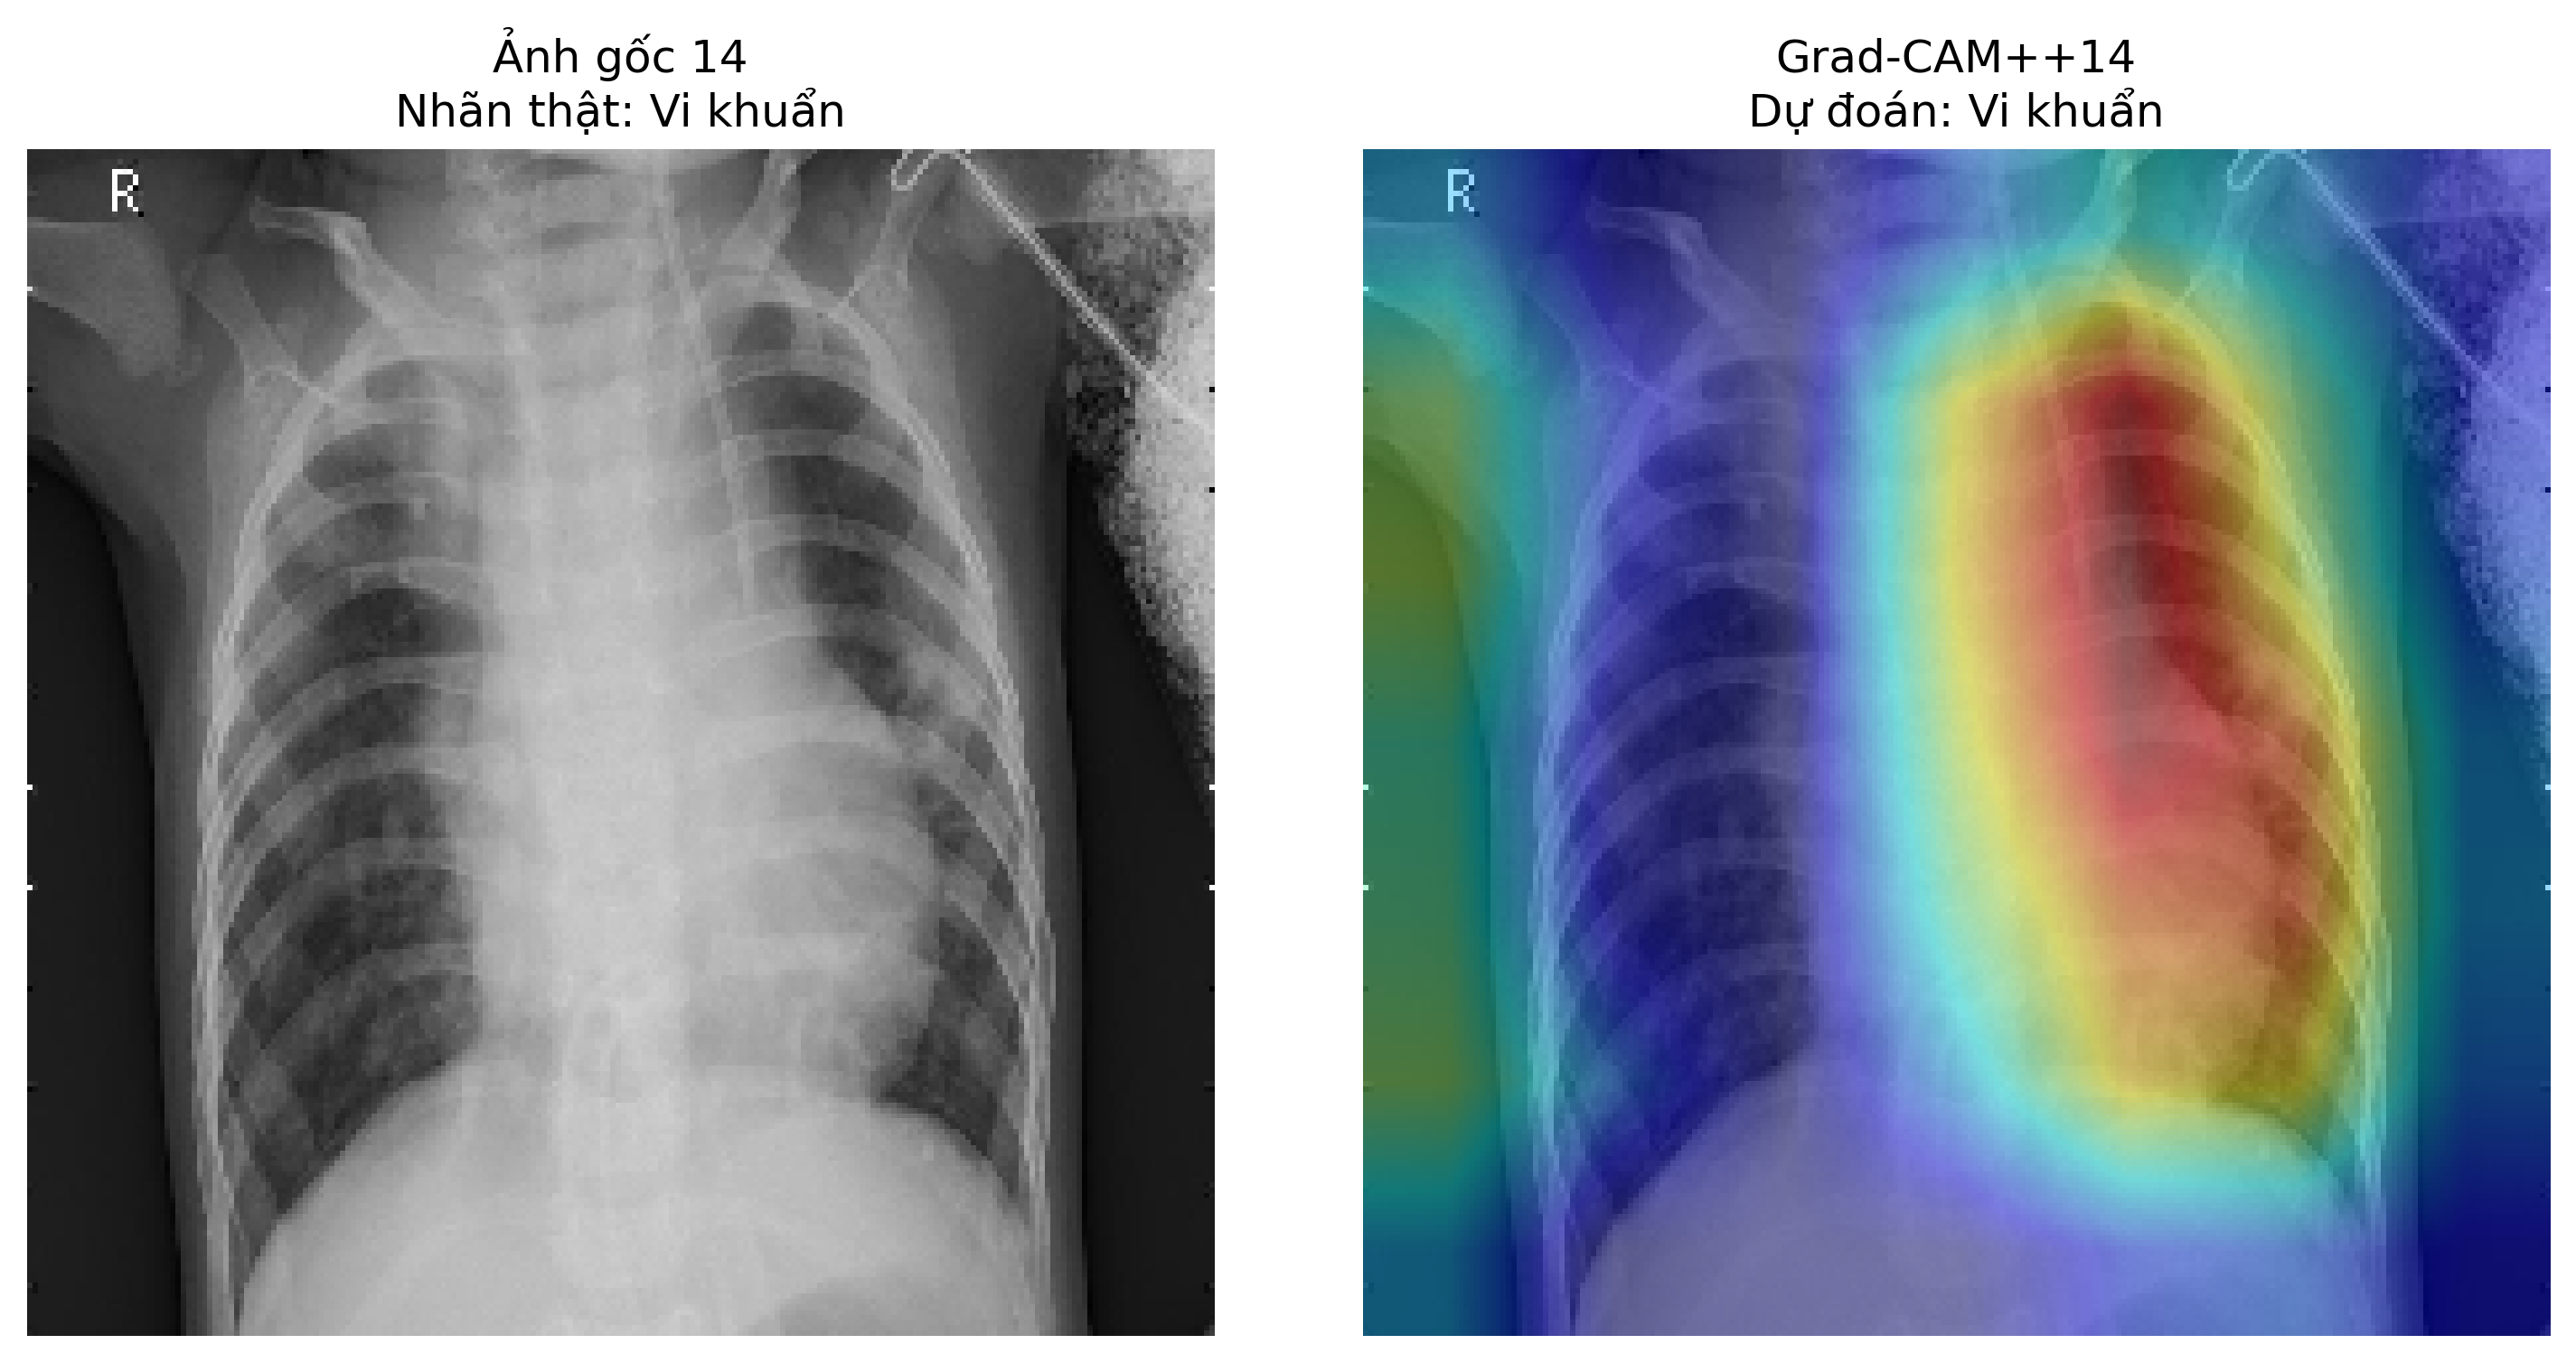 Ảnh gốc 14
Nhãn thật: Vi khuẩn
R
Grad-CAM++14
Dự đoán: Vi khuẩn
R